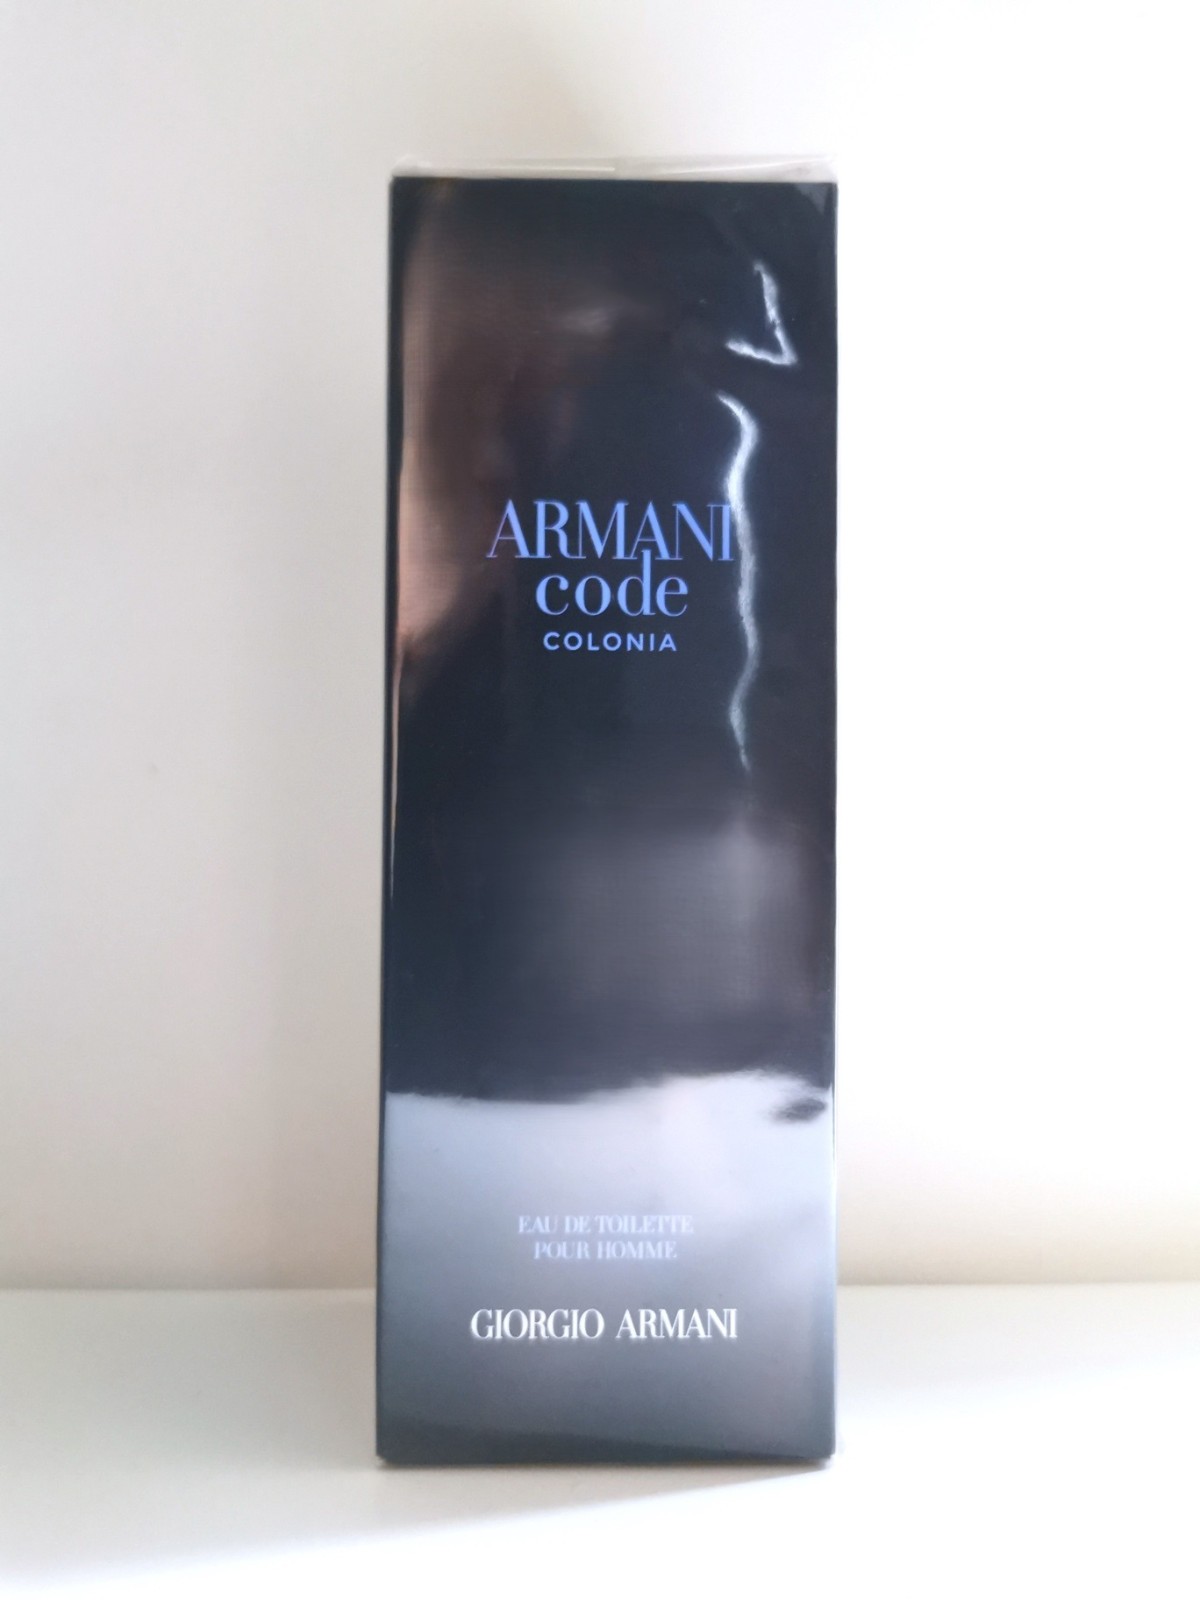 ARMANI
code
COLONIA
EAU DE TOILETTE
POUR HOMME
GIORGIO ARMANI